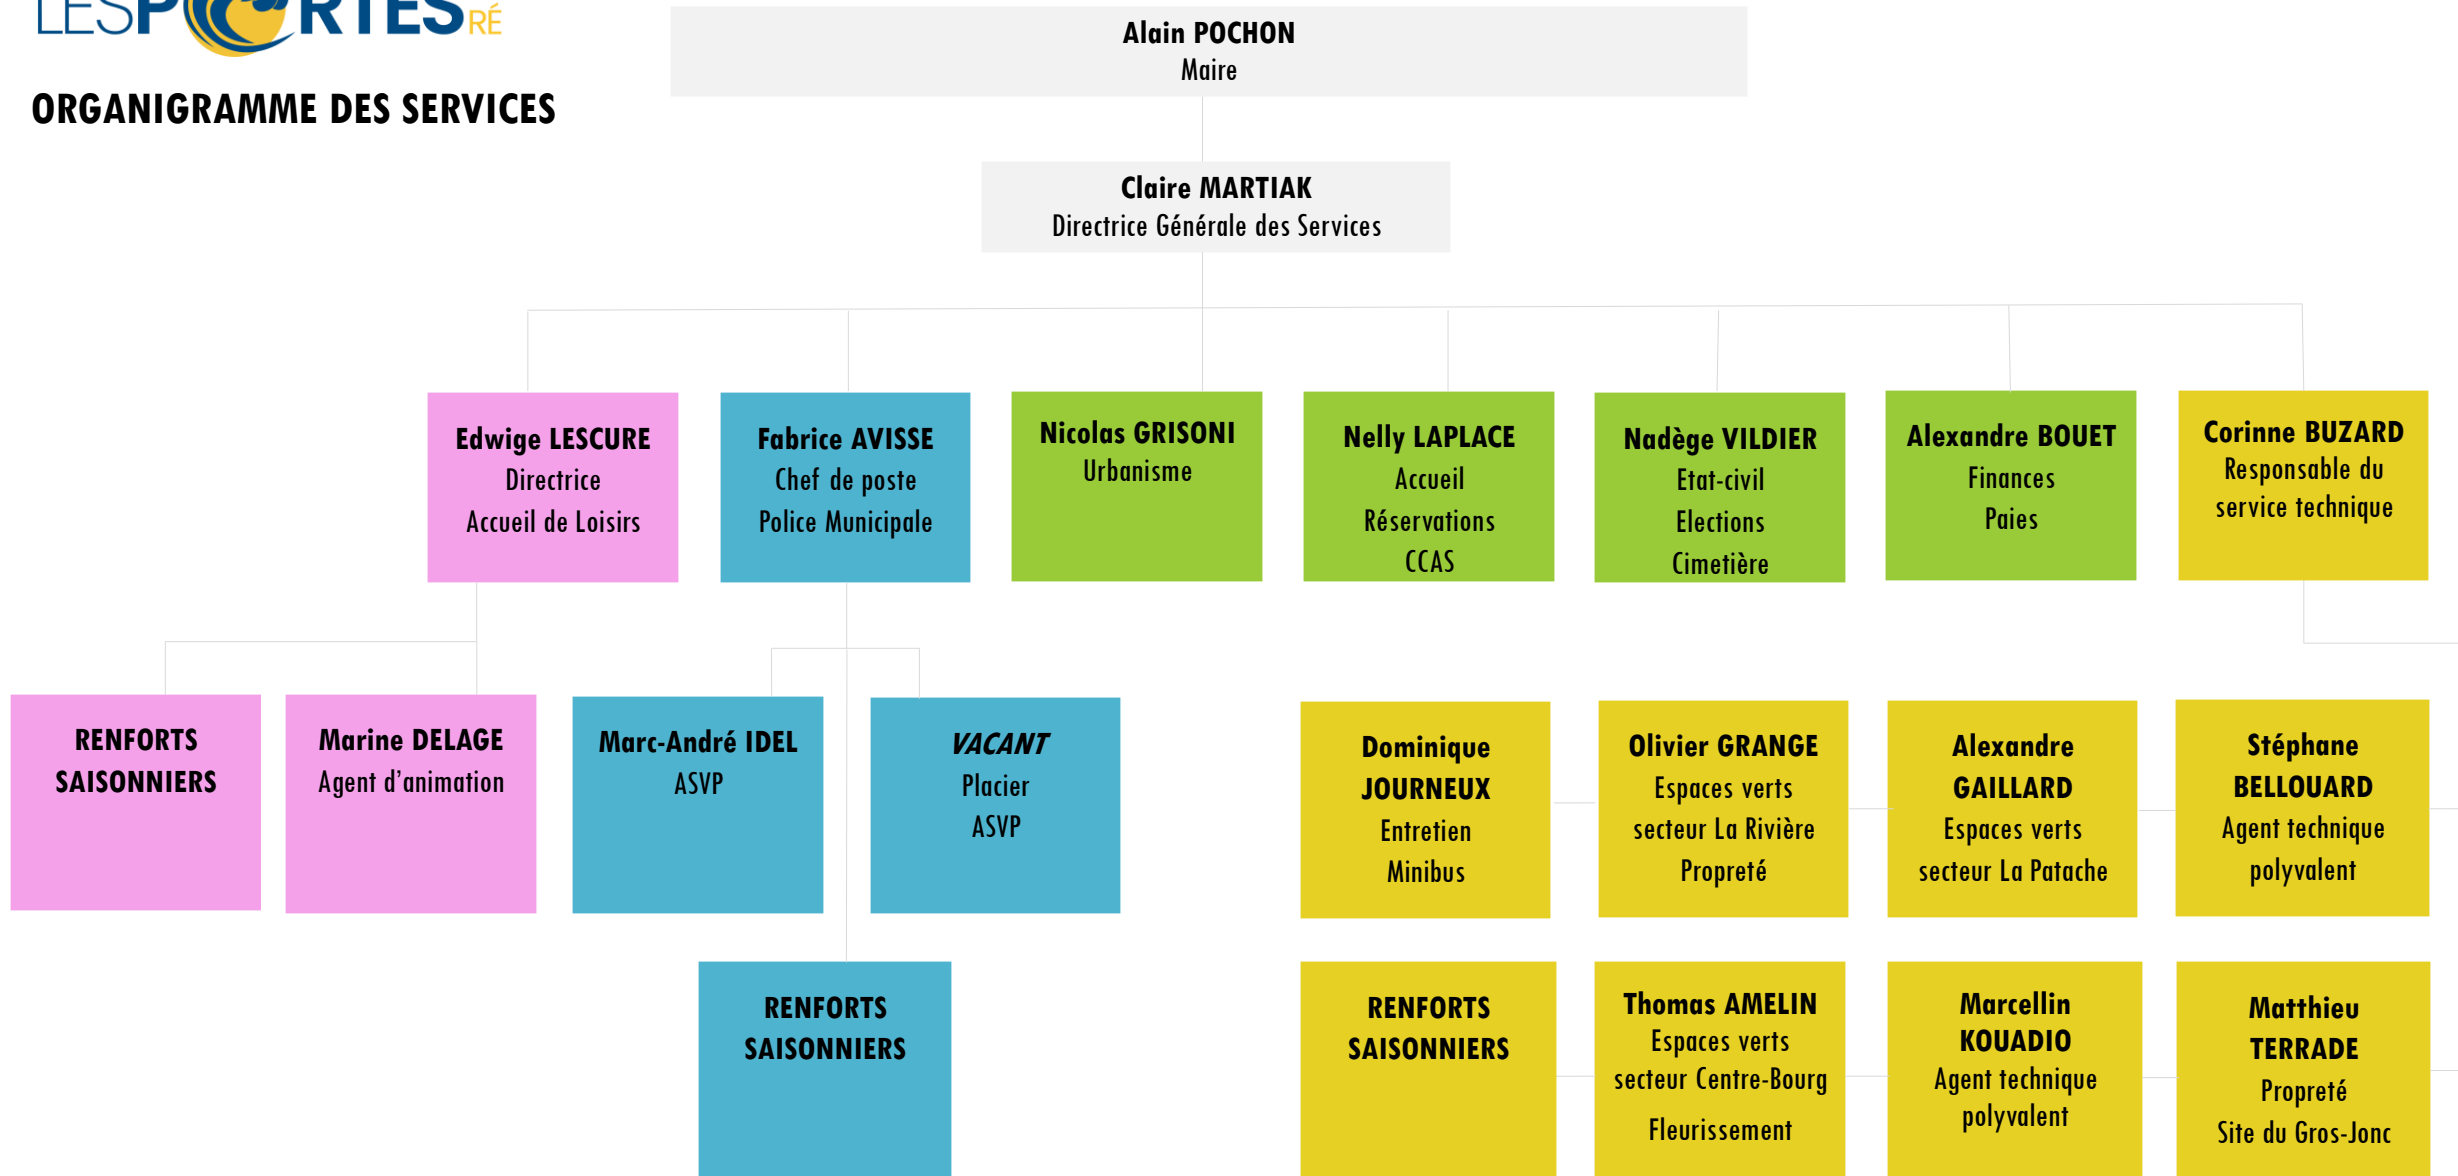 LESPORTESRÉ
ORGANIGRAMME DES SERVICES
Alain POCHON
Maire
Claire MARTIAK
Directrice Générale des Services
Edwige LESCURE
Directrice
Accueil de Loisirs
Fabrice AVISSE
Chef de poste
Police Municipale
Nicolas GRISONI
Urbanisme
Nelly LAPLACE
Accueil
Réservations
CCAS
Nadège VILDIER
Etat-civil
Elections
Cimetière
Alexandre BOUET
Finances
Paies
Corinne BUZARD
Responsable du
service technique
RENFORTS
SAISONNIERS
Marine DELAGE
Agent d’animation
Marc-André IDEL
ASVP
VACANT
Placier
ASVP
Dominique
JOURNEUX
Entretien
Minibus
Olivier GRANGE
Espaces verts
secteur La Rivière
Propreté
Alexandre
GAILLARD
Espaces verts
secteur La Patache
Stéphane
BELLOUARD
Agent technique
polyvalent
RENFORTS
SAISONNIERS
RENFORTS
SAISONNIERS
Thomas AMELIN
Espaces verts
secteur Centre-Bourg
Fleurissement
Marcellin
KOUADIO
Agent technique
polyvalent
Matthieu
TERRADE
Propreté
Site du Gros-Jonc